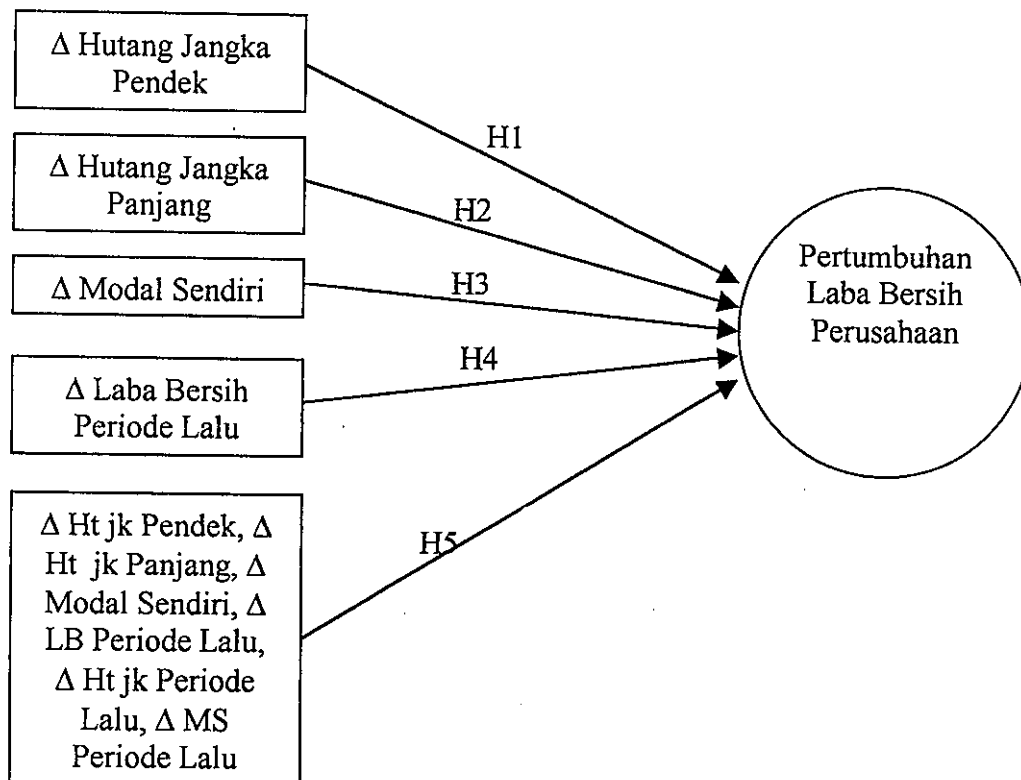 Δ Hutang Jangka
Pendek
H1
Δ Hutang Jangka
Panjang
H2
Δ Modal Sendiri
H3
Δ Laba Bersih
Periode Lalu
H4
Δ Ht jk Pendek, Δ
Ht jk Panjang, Δ
Modal Sendiri, Δ
LB Periode Lalu,
Δ Ht jk Periode
Lalu, Δ MS
Periode Lalu
H5
Pertumbuhan
Laba Bersih
Perusahaan